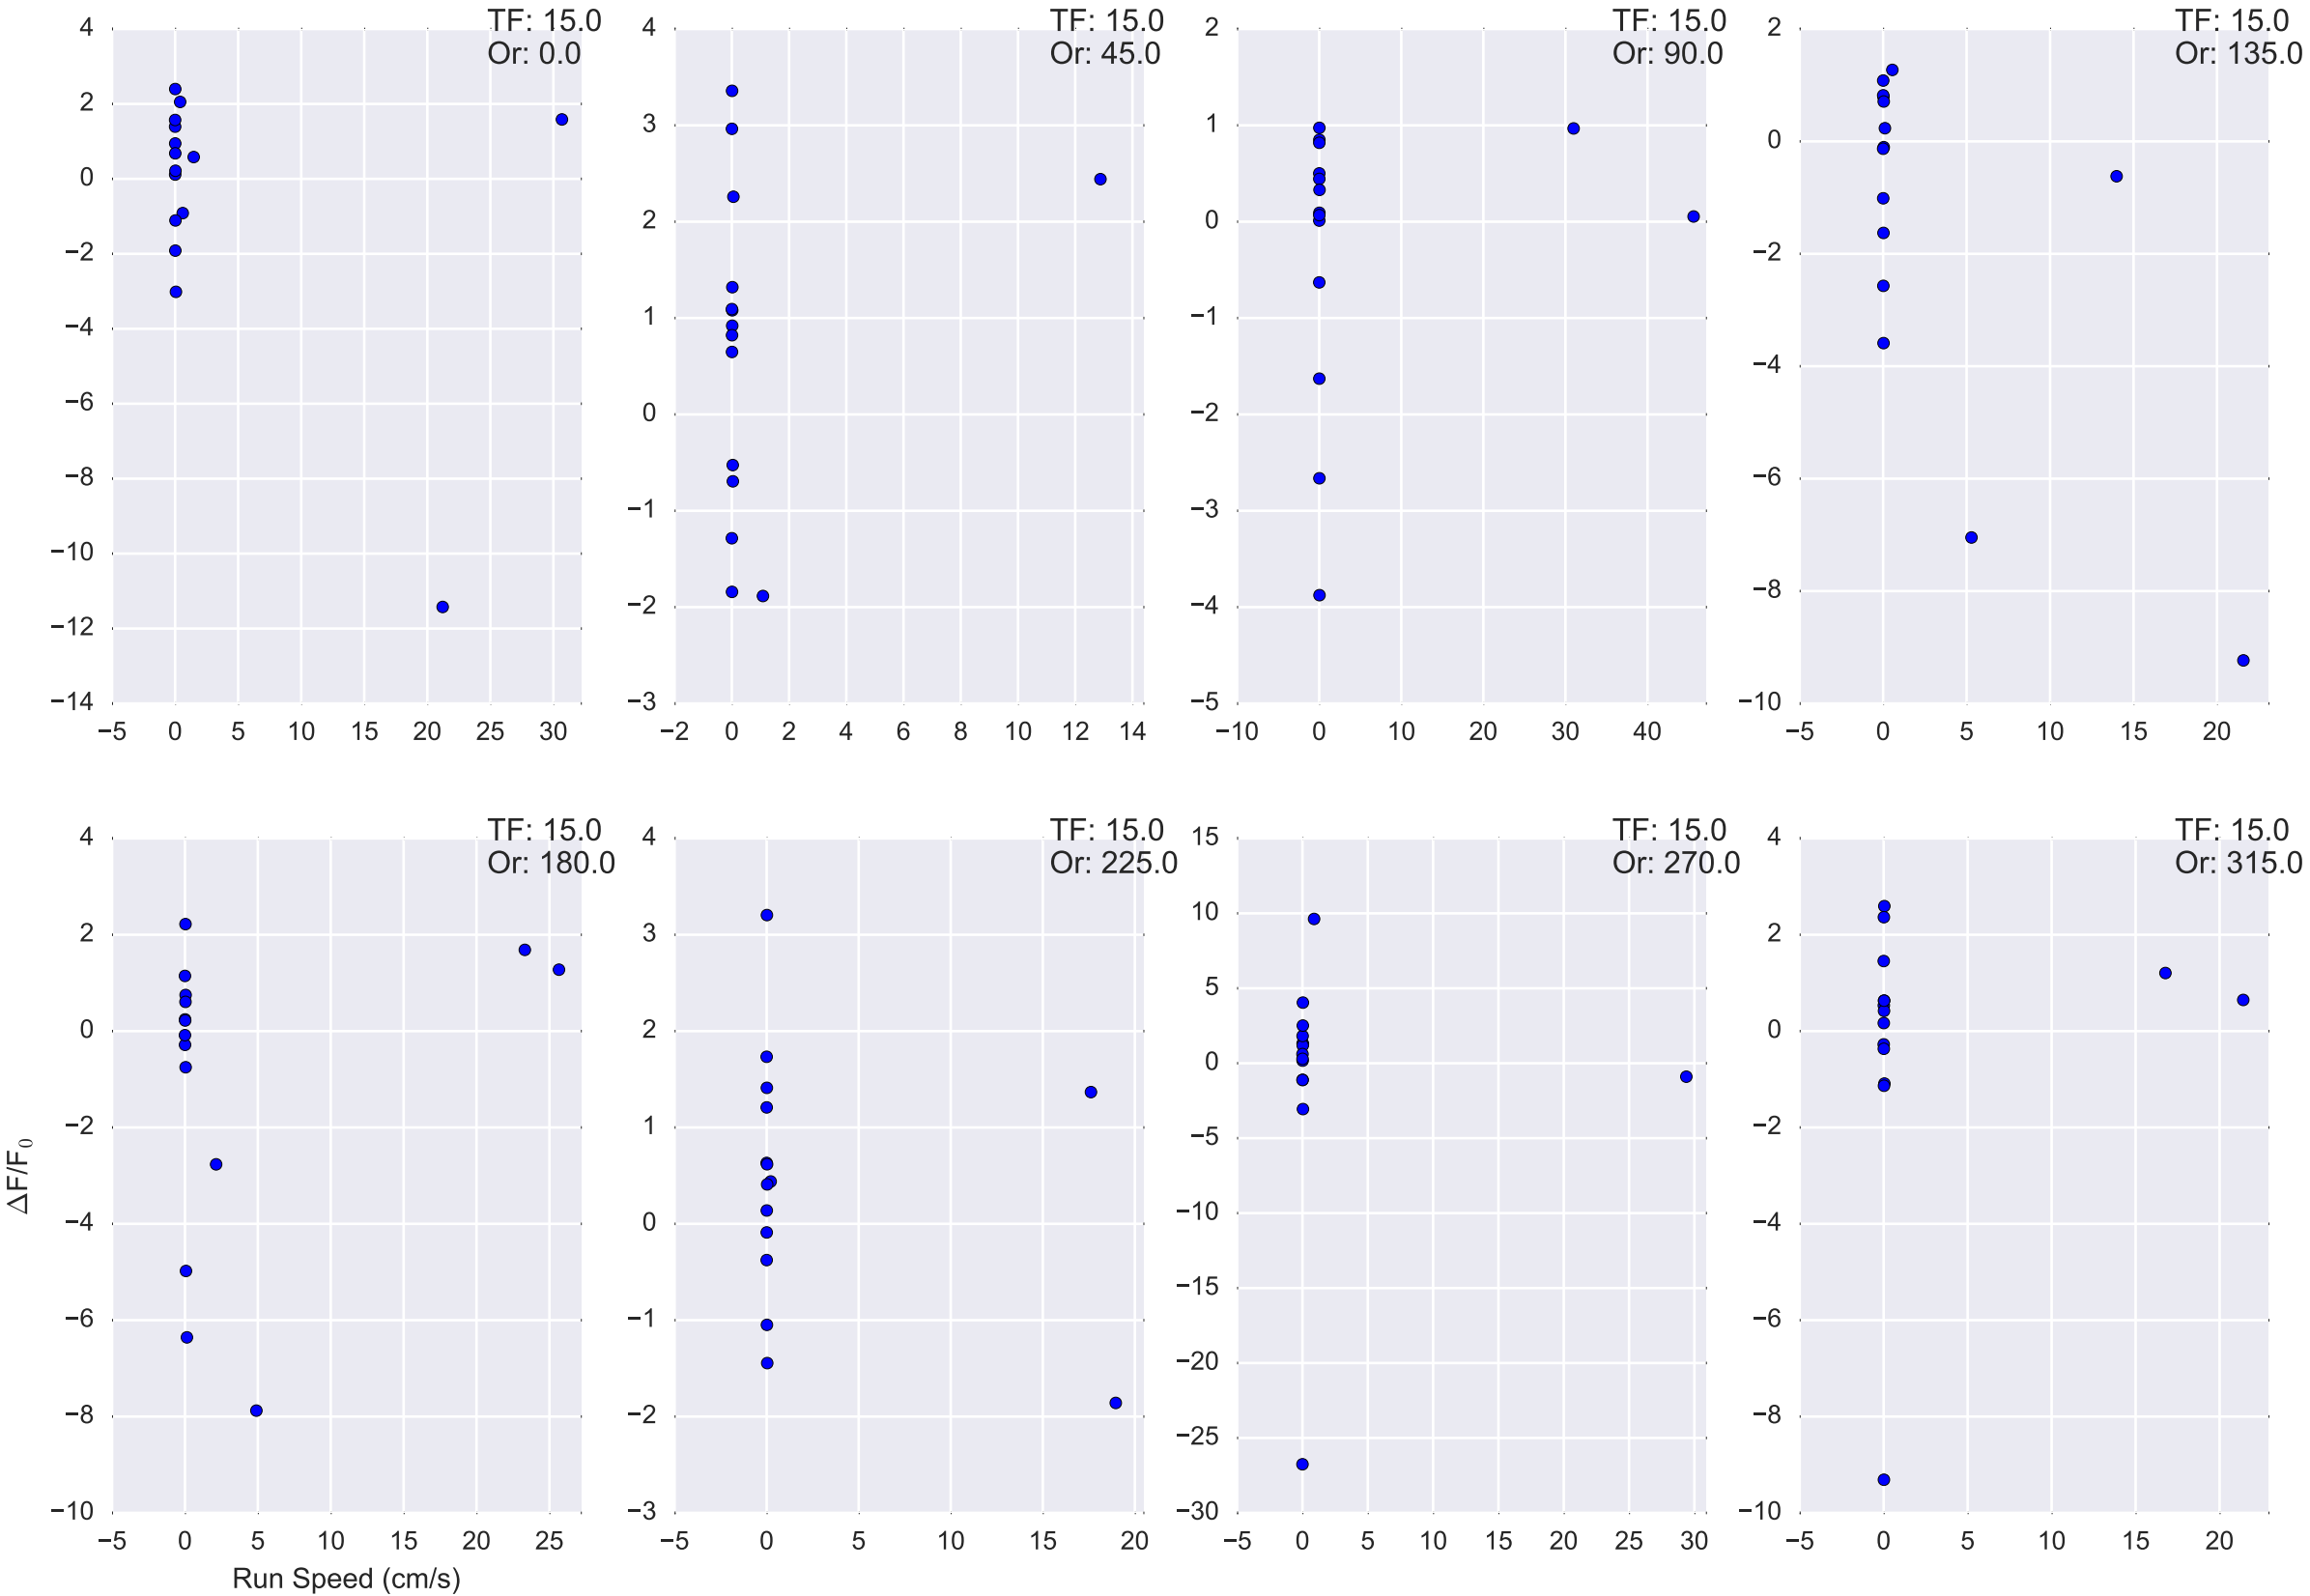 TF: 15.0
Or: 0.0
4
2
0
−2
−4
−6
−8
−10
−12
−14
−5 0 5 10 15 20 25 30
TF: 15.0
Or: 45.0
4
3
2
1
0
−1
−2
−3
−2 0 2 4 6 8 10 12 14
TF: 15.0
Or: 90.0
2
1
0
−1
−2
−3
−4
−5
−10 0 10 20 30 40
TF: 15.0
Or: 135.0
2
0
−2
−4
−6
−8
−10
−5 0 5 10 15 20
TF: 15.0
Or: 180.0
4
2
0
−2
−4
−6
−8
−10
−5 0 5 10 15 20 25
Run Speed (cm/s)
ΔF/F₀
TF: 15.0
Or: 225.0
4
3
2
1
0
−1
−2
−3
−5 0 5 10 15 20
TF: 15.0
Or: 270.0
15
10
5
0
−5
−10
−15
−20
−25
−30
−5 0 5 10 15 20 25 30
TF: 15.0
Or: 315.0
4
2
0
−2
−4
−6
−8
−10
−5 0 5 10 15 20